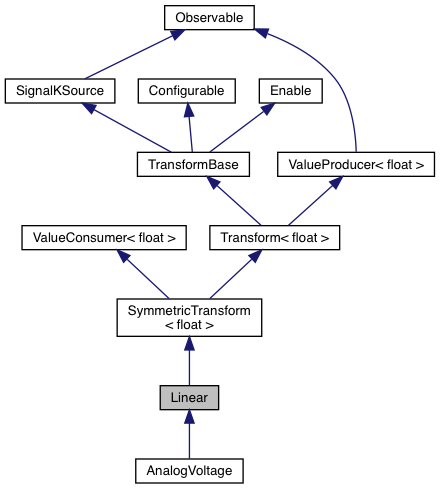 Observable
SignalKSource
Configurable
Enable
TransformBase
ValueProducer< float >
ValueConsumer< float >
Transform< float >
SymmetricTransform
< float >
Linear
AnalogVoltage